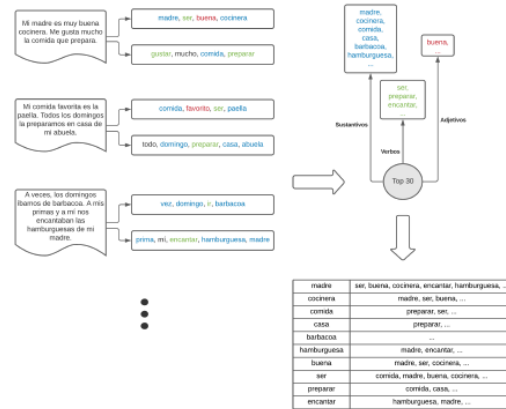 Mi madre es muy buena
cocinera. Me gusta mucho
la comida que prepara.
madre, ser, buena, cocinera
gustar, mucho, comida, preparar
Mi comida favorita es la
paella. Todos los domingos
la preparamos en casa de
mi abuela.
comida, favorito, ser, paella
todo, domingo, preparar, casa, abuela
A veces, los domingos
íbamos de barbacoa. A mis
primas y a mí nos
encantaban las
hamburguesas de mi
madre.
vez, domingo, ir, barbacoa
prima, mi, encantar, hamburguesa, madre
madre,
cocinera,
comida,
casa,
barbacoa,
hamburguesa,
...
buena,
...
ser,
preparar,
encantar,
...
Sustantivos
Verbos
Adjetivos
Top 30
madre ser, buena, cocinera, encantar, hamburguesa, ...
cocinera madre, ser, buena, ...
comida preparar, ser, ...
casa preparar, ...
barbacoa ...
hamburguesa madre, encantar, ...
buena madre, ser, cocinera, ...
ser comida, madre, buena, cocinera, ...
preparar comida, casa, ...
encantar hamburguesa, madre, ...